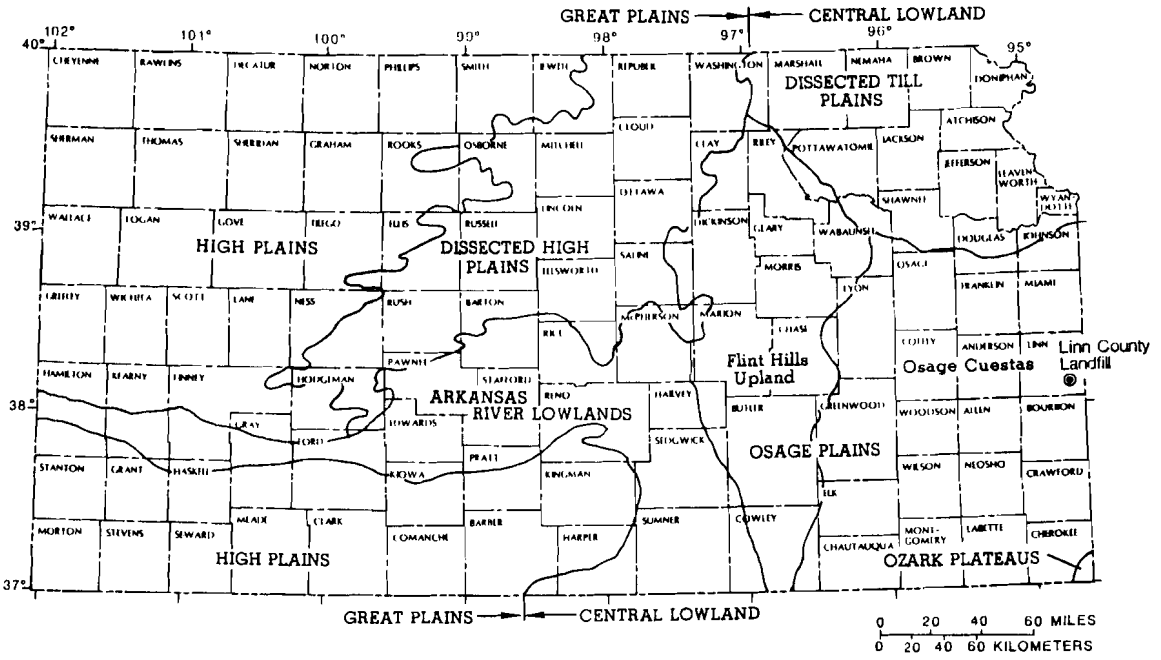 GREAT PLAINS CENTRAL LOWLAND
102° 101° 100° 99° 98° 97° 96° 95°
40°
CHEYENNE RAWLINS DECATUR NORTON PHILLIPS SMITH JEWELL REPUBLIC WASHINGTON MARSHALL NEMAHA BROWN DONIPHAN
DISSECTED TILL
PLAINS
ATCHISON
CLOUD
SHERMAN THOMAS SHERIDAN GRAHAM ROOKS OSBORNE MITCHELL CLAY RILEY POTTAWATOMIE JACKSON
JEFFERSON
LEAVEN
WORTH
OTTAWA
WYAN
DOTTE
SHAWNEE
LINCOLN
39°
WALLACE LOGAN GOVE TREGO ELLIS RUSSELL DICKINSON GEARY WABAUNSEE
DOUGLAS JOHNSON
HIGH PLAINS
DISSECTED HIGH
PLAINS
SALINE
ELLSWORTH
MORRIS
OSAGE
LYON
FRANKLIN MIAMI
GREELEY WICHITA SCOTT LANE NESS RUSH BARTON
McPHERSON MARION
RICE
CHASE
COFFEY ANDERSON LINN
Linn County
Landfill
PAWNEE
Flint Hills
Upland
Osage Cuestas
HAMILTON KEARNY FINNEY HODGEMAN STAFFORD
38°
ARKANSAS
RIVER LOWLANDS
RENO HARVEY
BUTLER GREENWOOD
WOODSON ALLEN BOURBON
GRAY
FORD
EDWARDS
SEDGWICK
OSAGE PLAINS
PRATT
STANTON GRANT HASKELL KIOWA KINGMAN
WILSON NEOSHO CRAWFORD
ELK
MEADE CLARK BARBER SUMNER COWLEY
MORTON STEVENS SEWARD COMANCHE HARPER
MONT-
GOMERY
LABETTE CHEROKEE
CHAUTAUQUA
HIGH PLAINS
OZARK PLATEAUS
37°
GREAT PLAINS CENTRAL LOWLAND
0 20 40 60 MILES
0 20 40 60 KILOMETERS